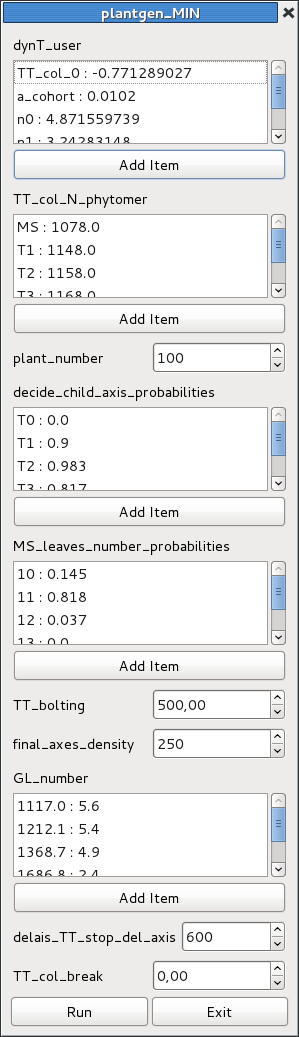 plantgen_MIN
dynT_user
TT_col_0 : -0.771289027
a_cohort : 0.0102
n0 : 4.871559739
n1 : 3.24283148
Add Item
TT_col_N_phytomer
MS : 1078.0
T1 : 1148.0
T2 : 1158.0
T3 : 1168.0
Add Item
plant_number 100
decide_child_axis_probabilities
T0 : 0.0
T1 : 0.9
T2 : 0.983
T3 : 0.817
Add Item
MS_leaves_number_probabilities
10 : 0.145
11 : 0.818
12 : 0.037
13 : 0.0
Add Item
TT_bolting 500,00
final_axes_density 250
GL_number
1117.0 : 5.6
1212.1 : 5.4
1368.7 : 4.9
1686.8 : 2.4
Add Item
delais_TT_stop_del_axis 600
TT_col_break 0,00
Run Exit